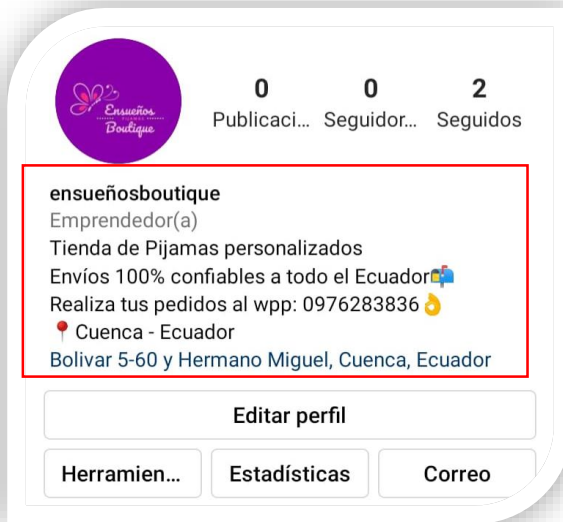 Ensueños
PIJAMAS
Boutique
0
0
2
Publicaci...
Seguidor...
Seguidos
ensueñosboutique
Emprendedor(a)
Tienda de Pijamas personalizados
Envíos 100% confiables a todo el Ecuador📬
Realiza tus pedidos al wpp: 0976283836👌
📍 Cuenca - Ecuador
Bolivar 5-60 y Hermano Miguel, Cuenca, Ecuador
Editar perfil
Herramien...
Estadísticas
Correo